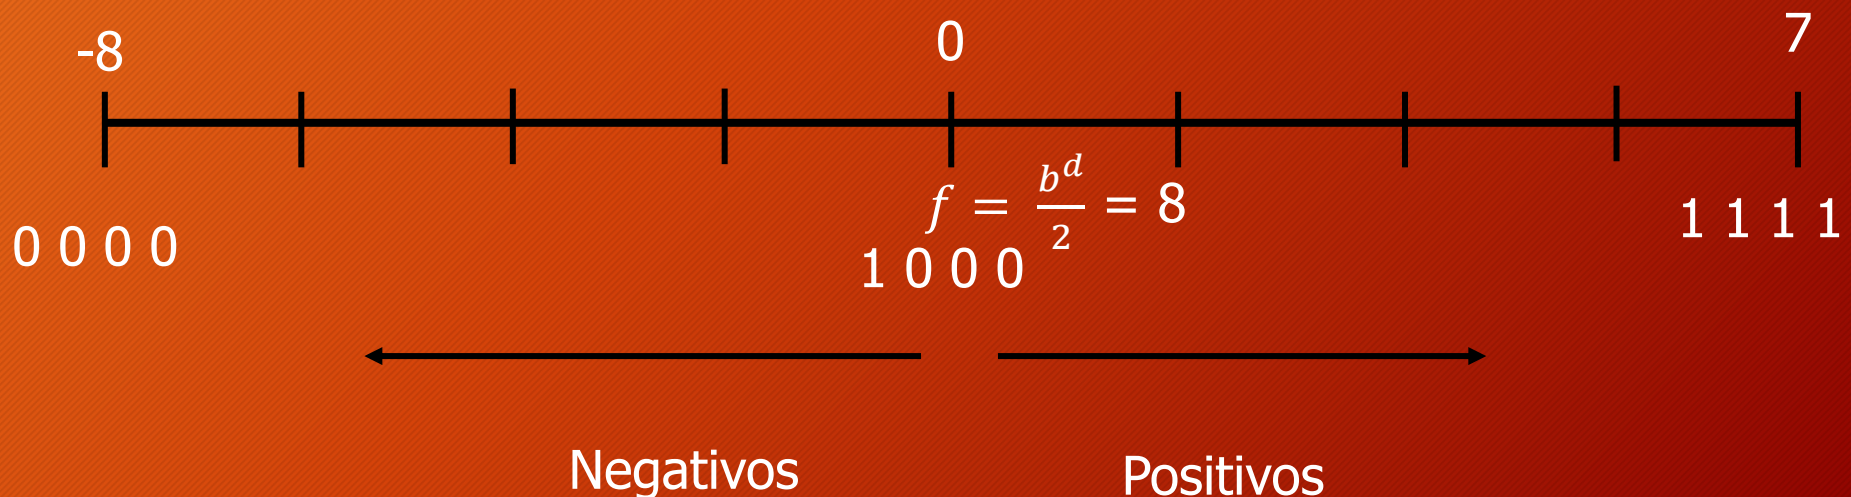 -8 0 7
f = b^d/2 = 8
0 0 0 0 1 0 0 0 1 1 1 1
Negativos Positivos